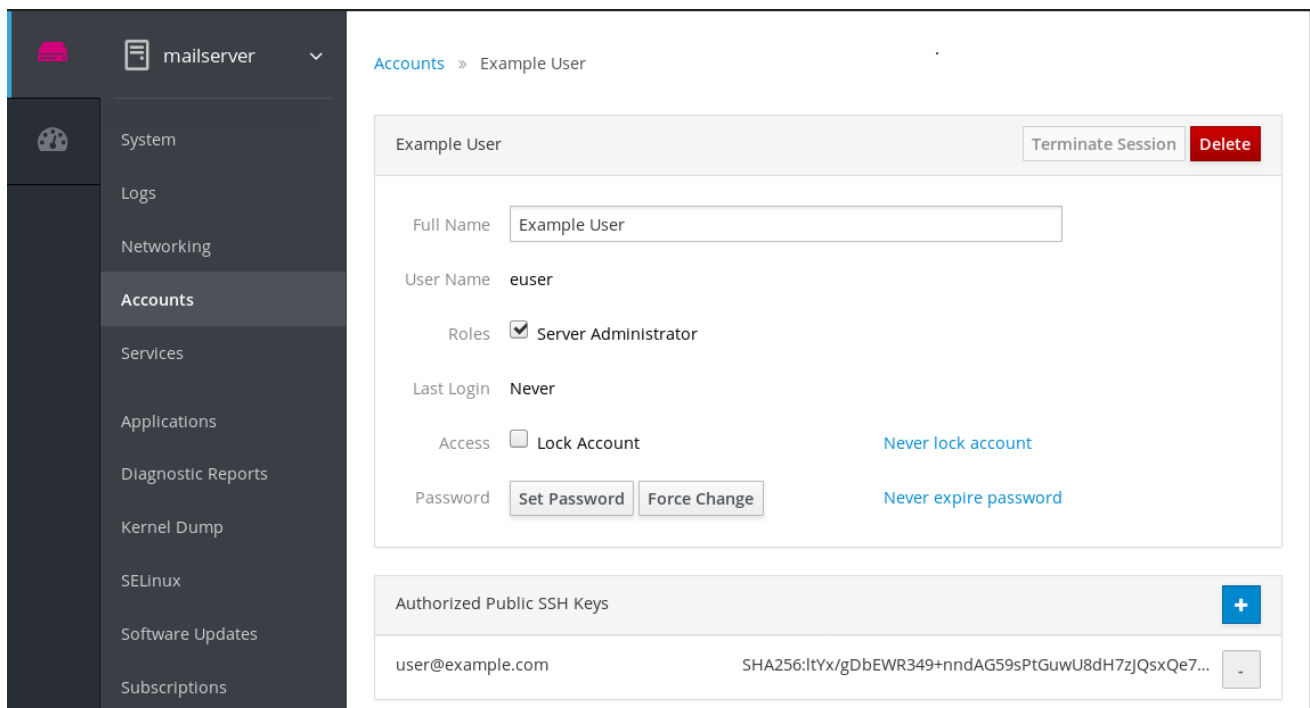 mailserver
System
Logs
Networking
Accounts
Services
Applications
Diagnostic Reports
Kernel Dump
SELinux
Software Updates
Subscriptions
Accounts » Example User
Example User Terminate Session Delete
Full Name Example User
User Name euser
Roles Server Administrator
Last Login Never
Access Lock Account Never lock account
Password Set Password Force Change Never expire password
Authorized Public SSH Keys +
user@example.com SHA256:ltYx/gDbEWR349+nndAG59sPtGuwU8dH7zJQsxQe7... -